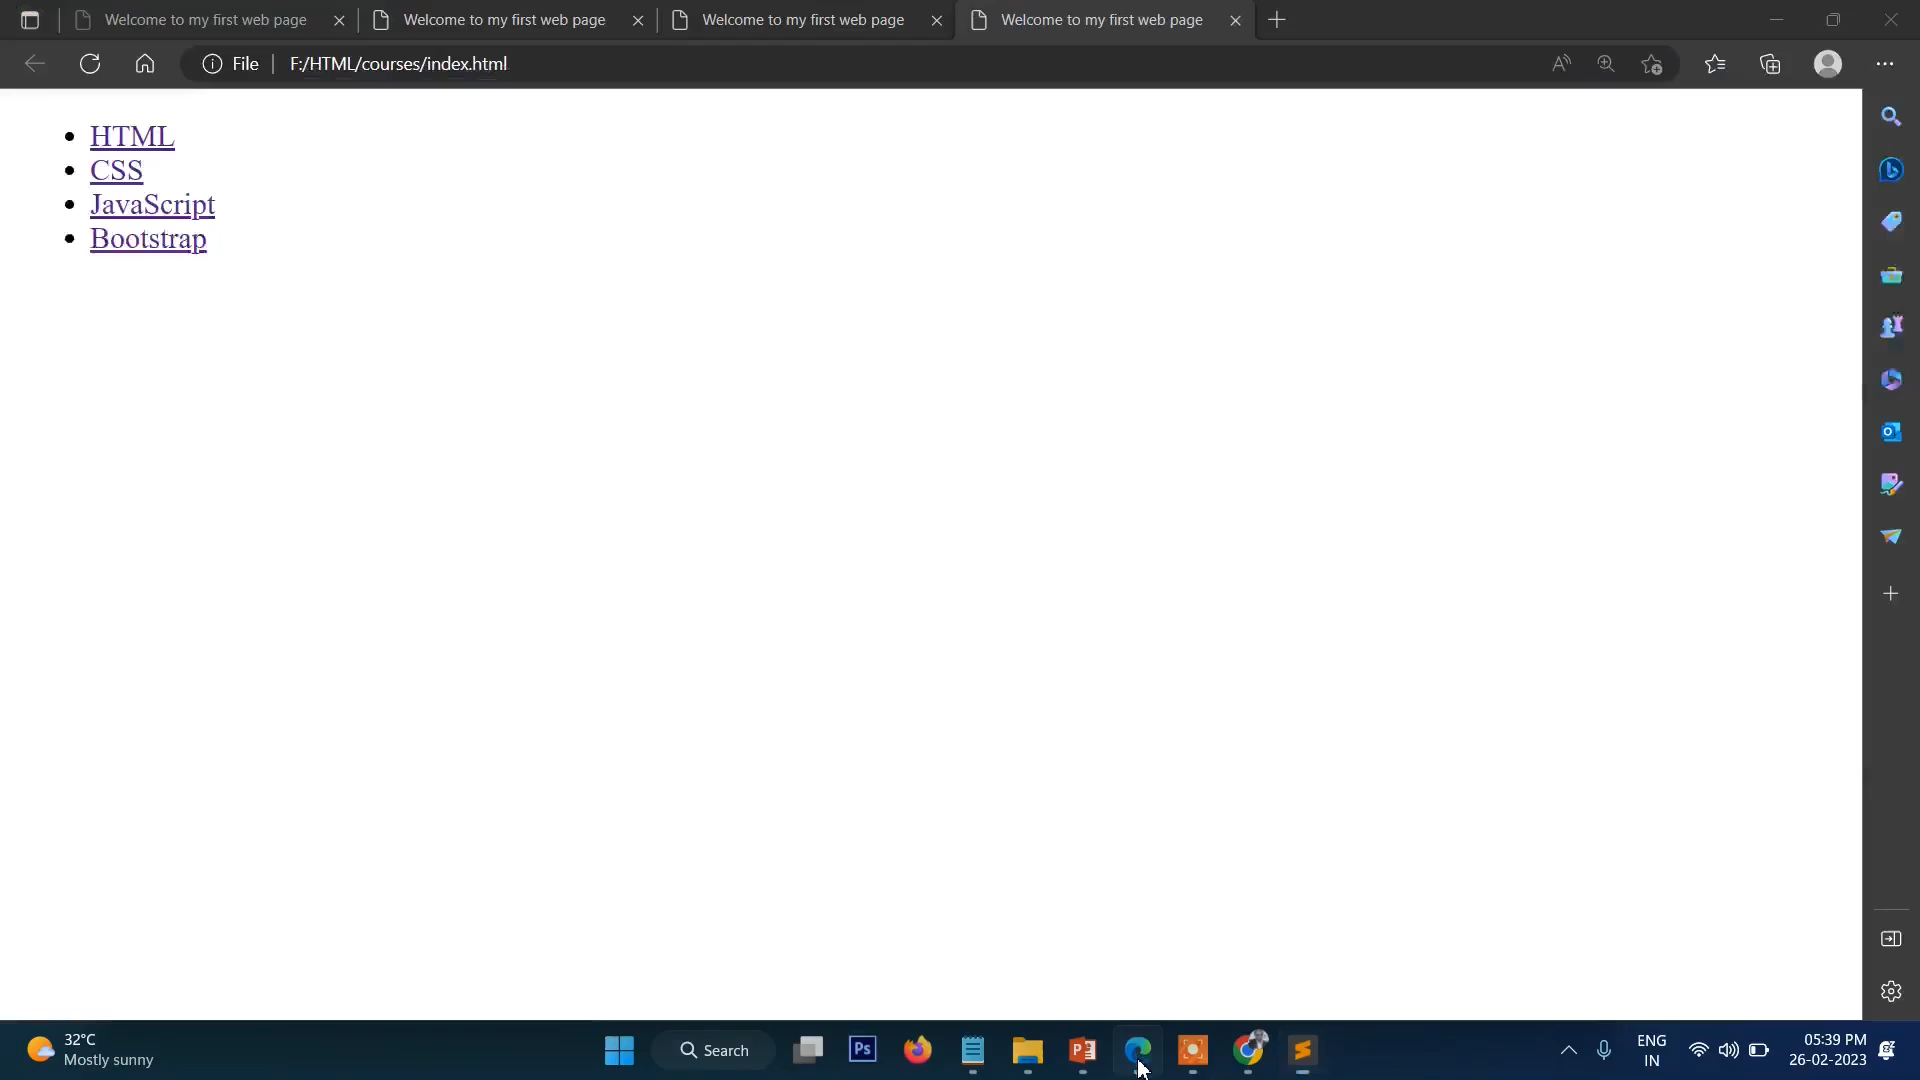 Welcome to my first web page
Welcome to my first web page
Welcome to my first web page
Welcome to my first web page
File
F:/HTML/courses/index.html
HTML
CSS
JavaScript
Bootstrap
32°C
Mostly sunny
Search
Ps
ENG
IN
05:39 PM
26-02-2023